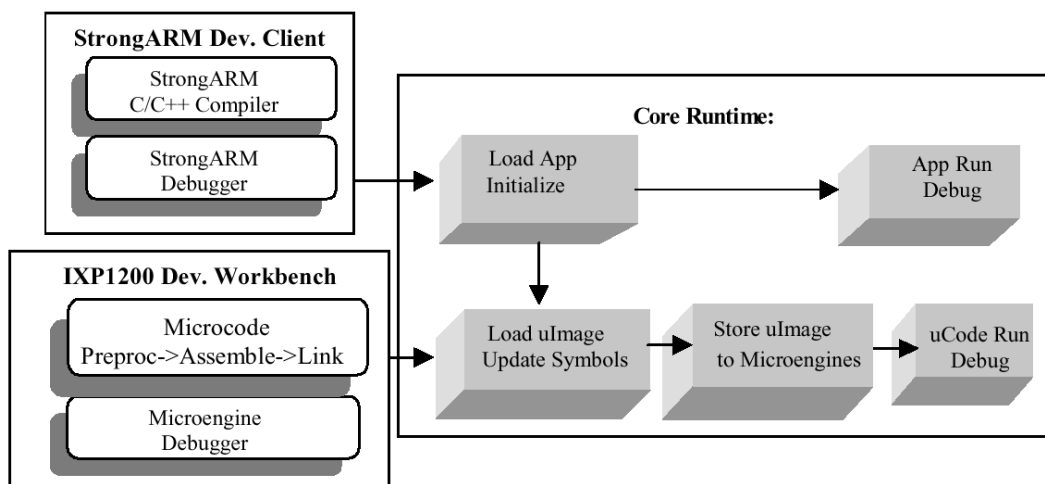 StrongARM Dev. Client
StrongARM
C/C++ Compiler
StrongARM
Debugger
IXP1200 Dev. Workbench
Microcode
Preproc->Assemble->Link
Microengine
Debugger
Core Runtime:
Load App
Initialize
App Run
Debug
Load uImage
Update Symbols
Store uImage
to Microengines
uCode Run
Debug